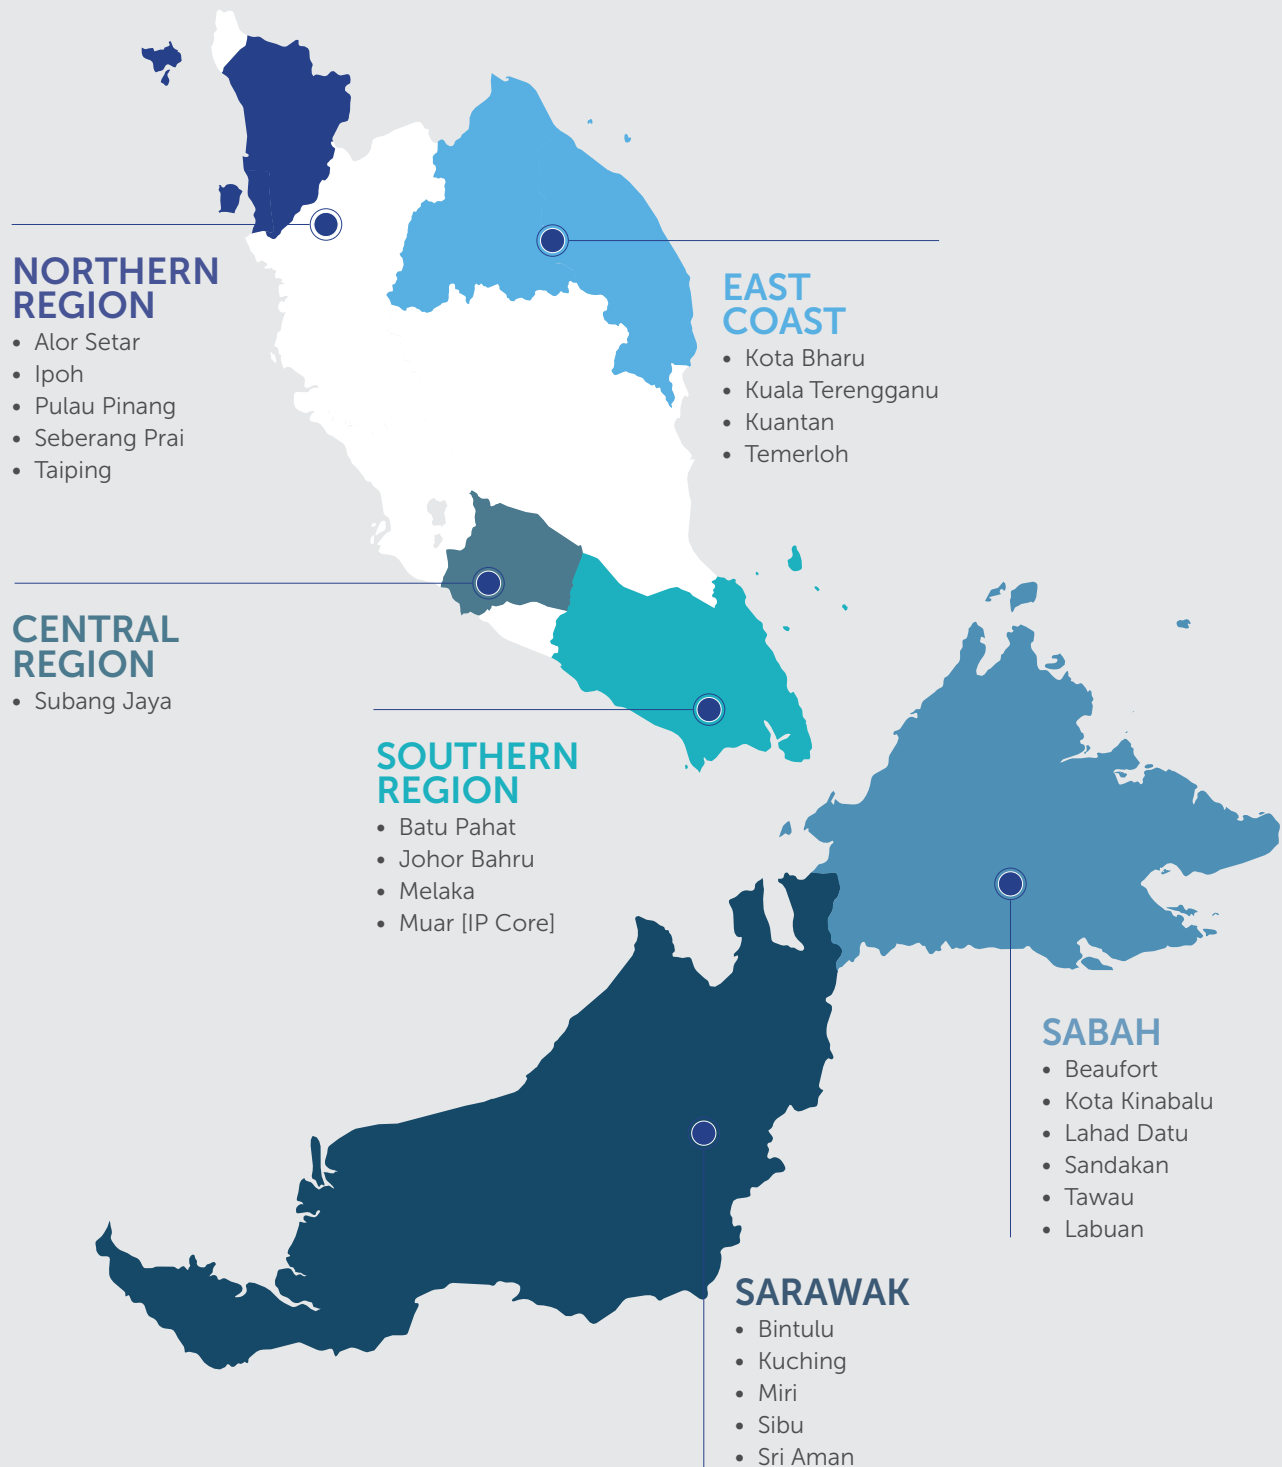 NORTHERN
REGION
• Alor Setar
• Ipoh
• Pulau Pinang
• Seberang Prai
• Taiping
EAST
COAST
• Kota Bharu
• Kuala Terengganu
• Kuantan
• Temerloh
CENTRAL
REGION
• Subang Jaya
SOUTHERN
REGION
• Batu Pahat
• Johor Bahru
• Melaka
• Muar [IP Core]
SABAH
• Beaufort
• Kota Kinabalu
• Lahad Datu
• Sandakan
• Tawau
• Labuan
SARAWAK
• Bintulu
• Kuching
• Miri
• Sibu
• Sri Aman